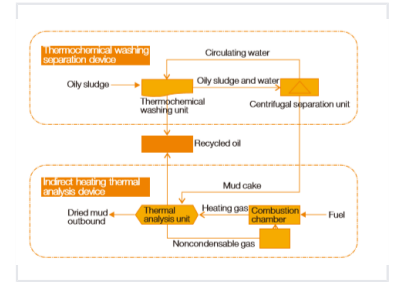 Thermochemical washing
separation device
Circulating water
Oily sludge
Oily sludge and water
Thermochemical
washing unit
Centrifugal separation unit
Recycled oil
Indirect heating thermal
analysis device
Mud cake
Dried mud
outbound
Thermal
analysis unit
Heating gas
Combustion
chamber
Fuel
Noncondensable gas